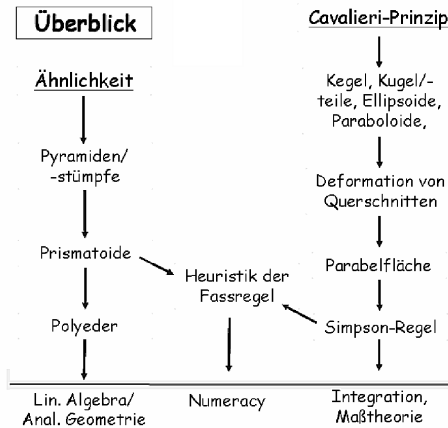 Überblick
Ähnlichkeit
Pyramiden/
-stümpfe
Prismatoide
Polyeder
Lin. Algebra/
Anal. Geometrie
Heuristik der
Fassregel
Numeracy
Cavalieri-Prinzip
Kegel, Kugel/-
teile, Ellipsoide,
Paraboloide,
Deformation von
Querschnitten
Parabelfläche
Simpson-Regel
Integration,
Maßtheorie